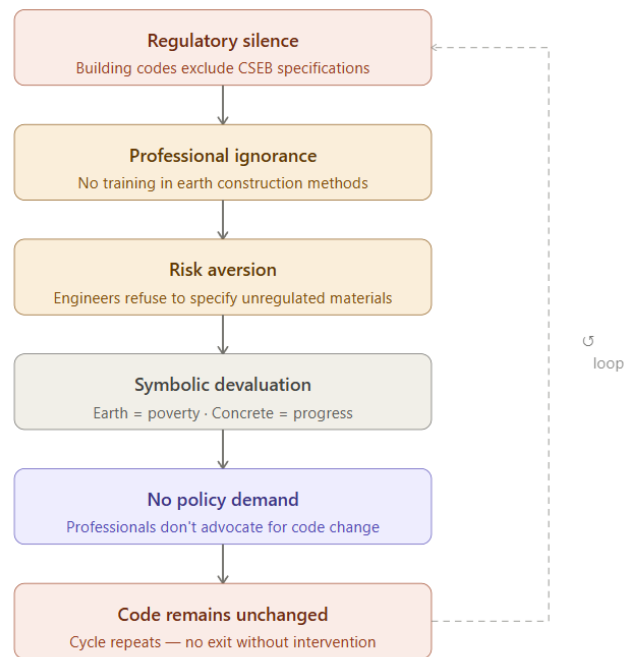 Regulatory silence
Building codes exclude CSEB specifications
Professional ignorance
No training in earth construction methods
Risk aversion
Engineers refuse to specify unregulated materials
↺
loop
Symbolic devaluation
Earth = poverty · Concrete = progress
No policy demand
Professionals don't advocate for code change
Code remains unchanged
Cycle repeats — no exit without intervention